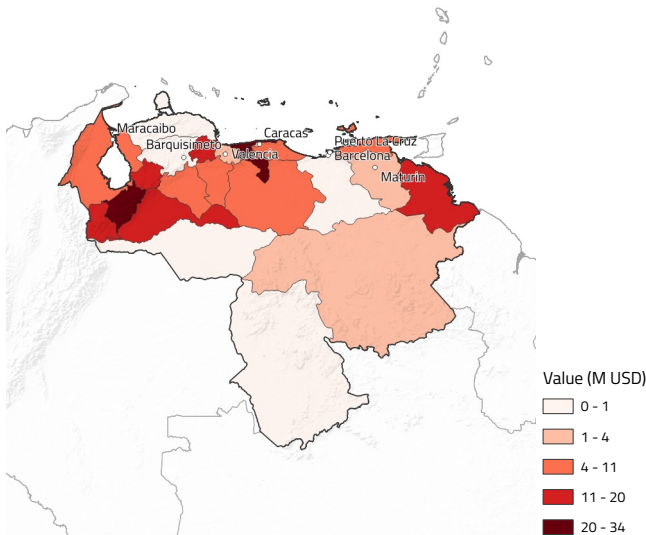 Maracaibo
Caracas
Barquisimeto
Valencia
Puerto La Cruz
Barcelona
Maturin
Value (M USD)
0 - 1
1 - 4
4 - 11
11 - 20
20 - 34